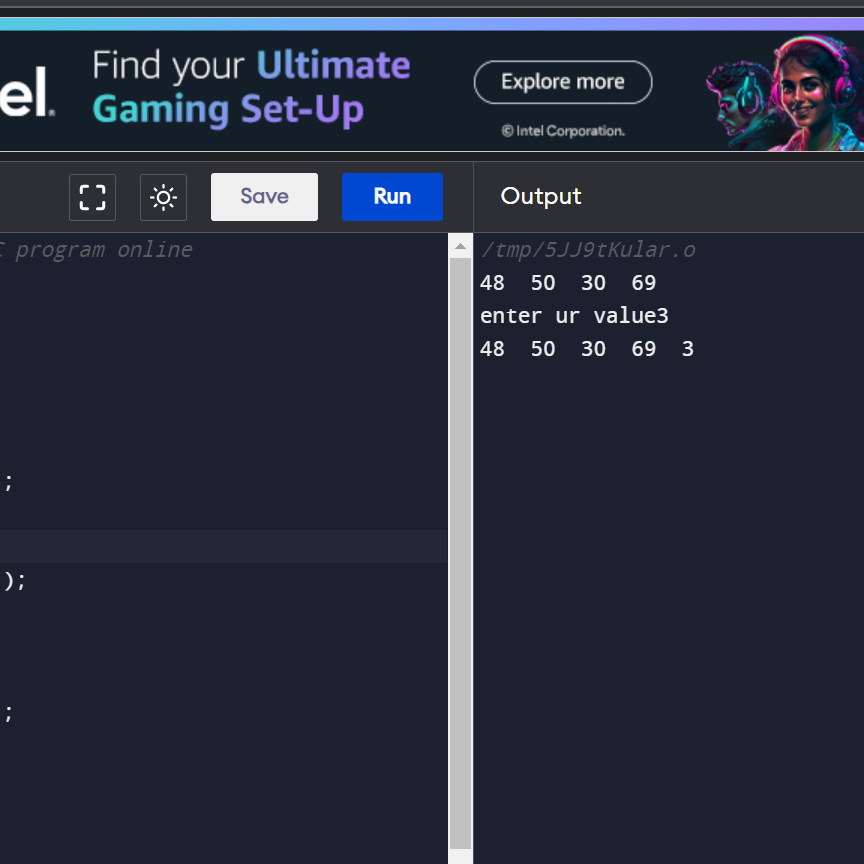 Find your Ultimate
Gaming Set-Up
el.
Explore more
© Intel Corporation.
Save
Run
Output
C program online
;
);
;
/tmp/5JJ9tKular.o
48  50  30  69
enter ur value3
48  50  30  69  3